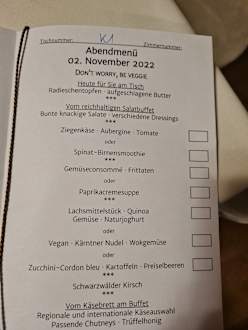 Tischnummer: K1 Zimmernummer:
Abendmenü
02. November 2022
DON'T WORRY, BE VEGGIE
Heute für Sie am Tisch
Radieschentopfen · aufgeschlagene Butter
***
Vom reichhaltigen Salatbuffet
Bunte knackige Salate · verschiedene Dressings
***
Ziegenkäse · Aubergine · Tomate
oder
Spinat-Birnensmoothie
***
Gemüseconsommé · Frittaten
oder
Paprikacremesuppe
***
Lachsmittelstück · Quinoa
Gemüse · Naturjoghurt
oder
Vegan · Kärntner Nudel · Wokgemüse
oder
Zucchini-Cordon bleu · Kartoffeln · Preiselbeeren
***
Schwarzwälder Kirsch
***
Vom Käsebrett am Buffet
Regionale und internationale Käseauswahl
Passende Chutneys · Trüffelhonig